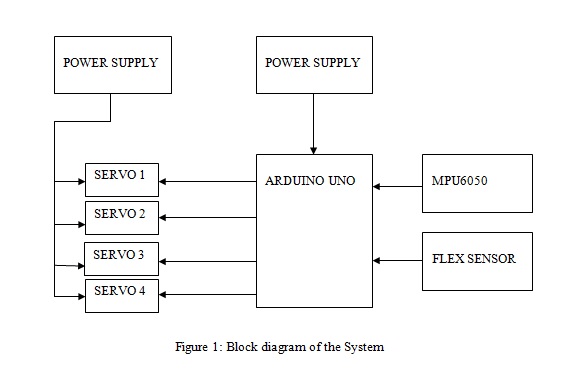 POWER SUPPLY
POWER SUPPLY
SERVO 1
ARDUINO UNO
MPU6050
SERVO 2
SERVO 3
FLEX SENSOR
SERVO 4
Figure 1: Block diagram of the System